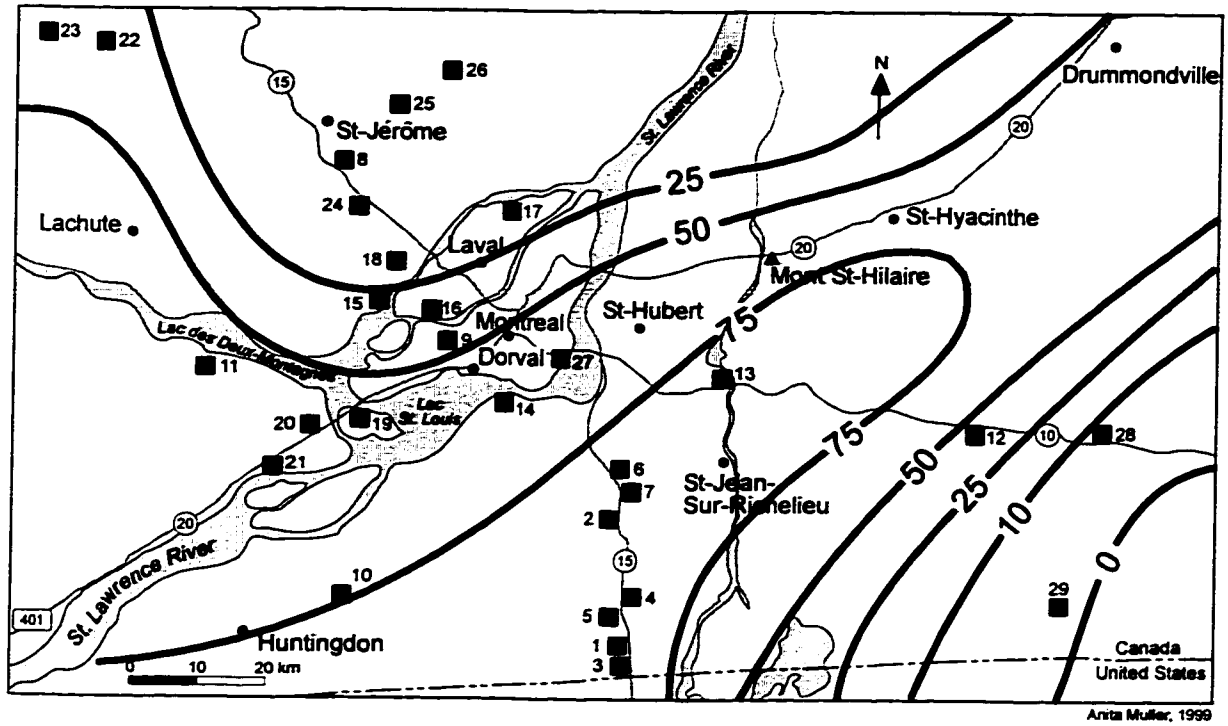 23
22
26
25
15
St-Jérôme
8
24
17
Lachute
18
Laval
15
16
Montreal
9
Dorval
27
Lac des Deux-Montagnes
11
20
19
Lac
St. Louis
14
21
20
St. Lawrence River
401
10
Huntingdon
0 10 20 km
St. Lawrence River
N
Drummondville
20
25
50
St-Hyacinthe
20
Mont St-Hilaire
St-Hubert
75
13
75
12
10
28
6
7
St-Jean-
Sur-Richelieu
2
15
50
25
10
0
4
5
1
3
29
Canada
United States
Anita Muller, 1999